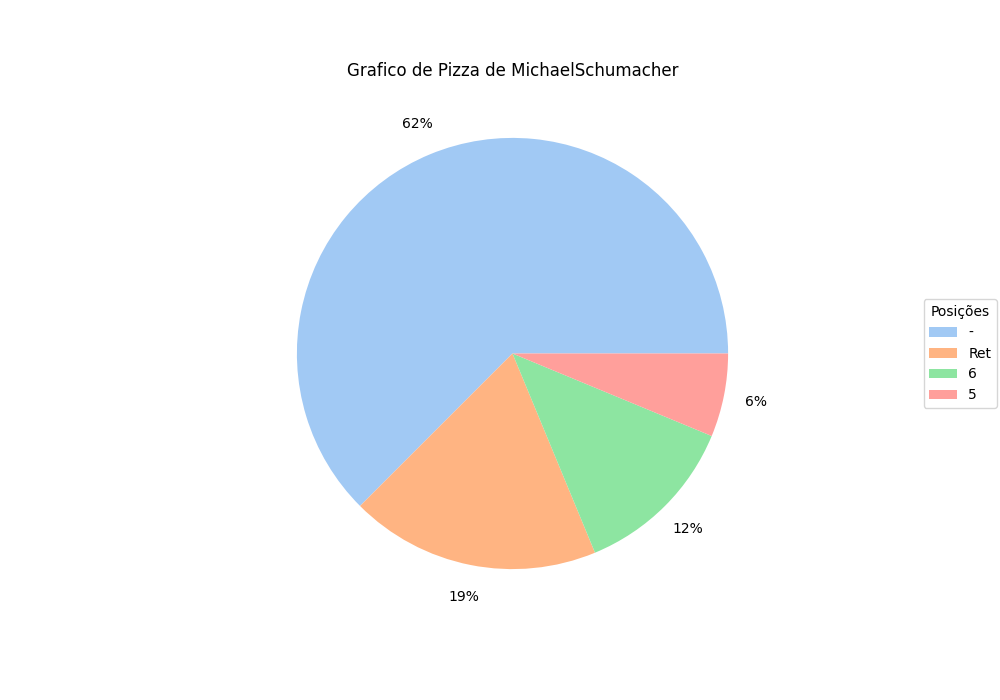 Grafico de Pizza de MichaelSchumacher
62%
Posições
-
Ret
6
5
6%
12%
19%